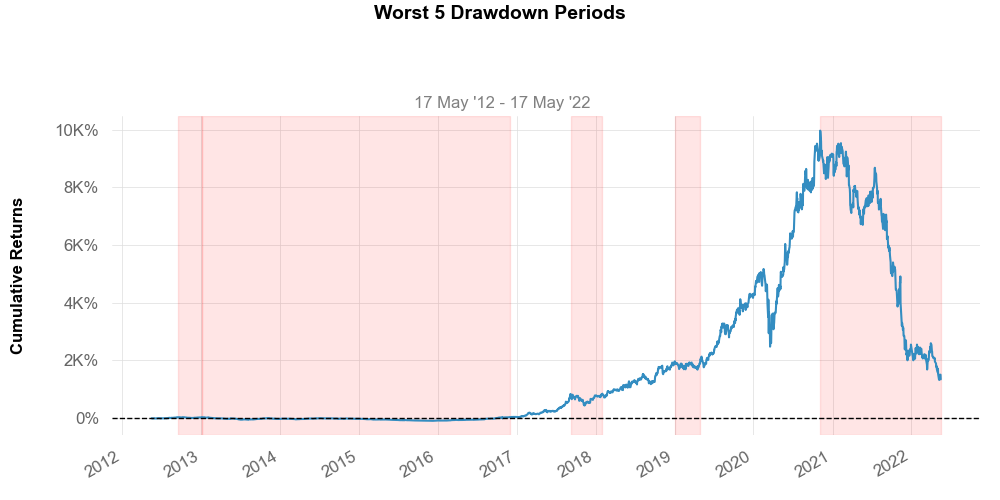 Worst 5 Drawdown Periods
17 May '12 - 17 May '22
Cumulative Returns
10K%
8K%
6K%
4K%
2K%
0%
2012
2013
2014
2015
2016
2017
2018
2019
2020
2021
2022